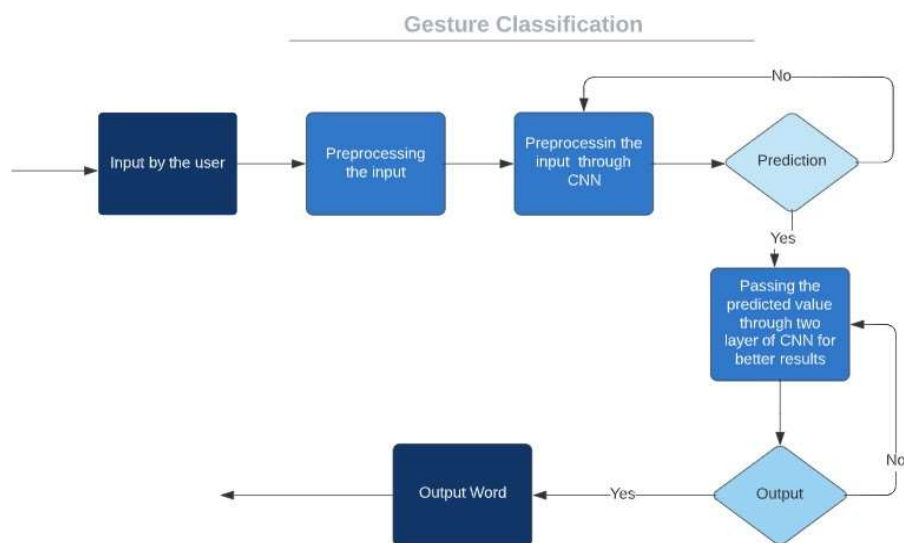 Gesture Classification
No
Input by the user
Preprocessing
the input
Preprocessin the
input through
CNN
Prediction
Yes
Passing the
predicted value
through two
layer of CNN for
better results
No
Output Word
Yes
Output